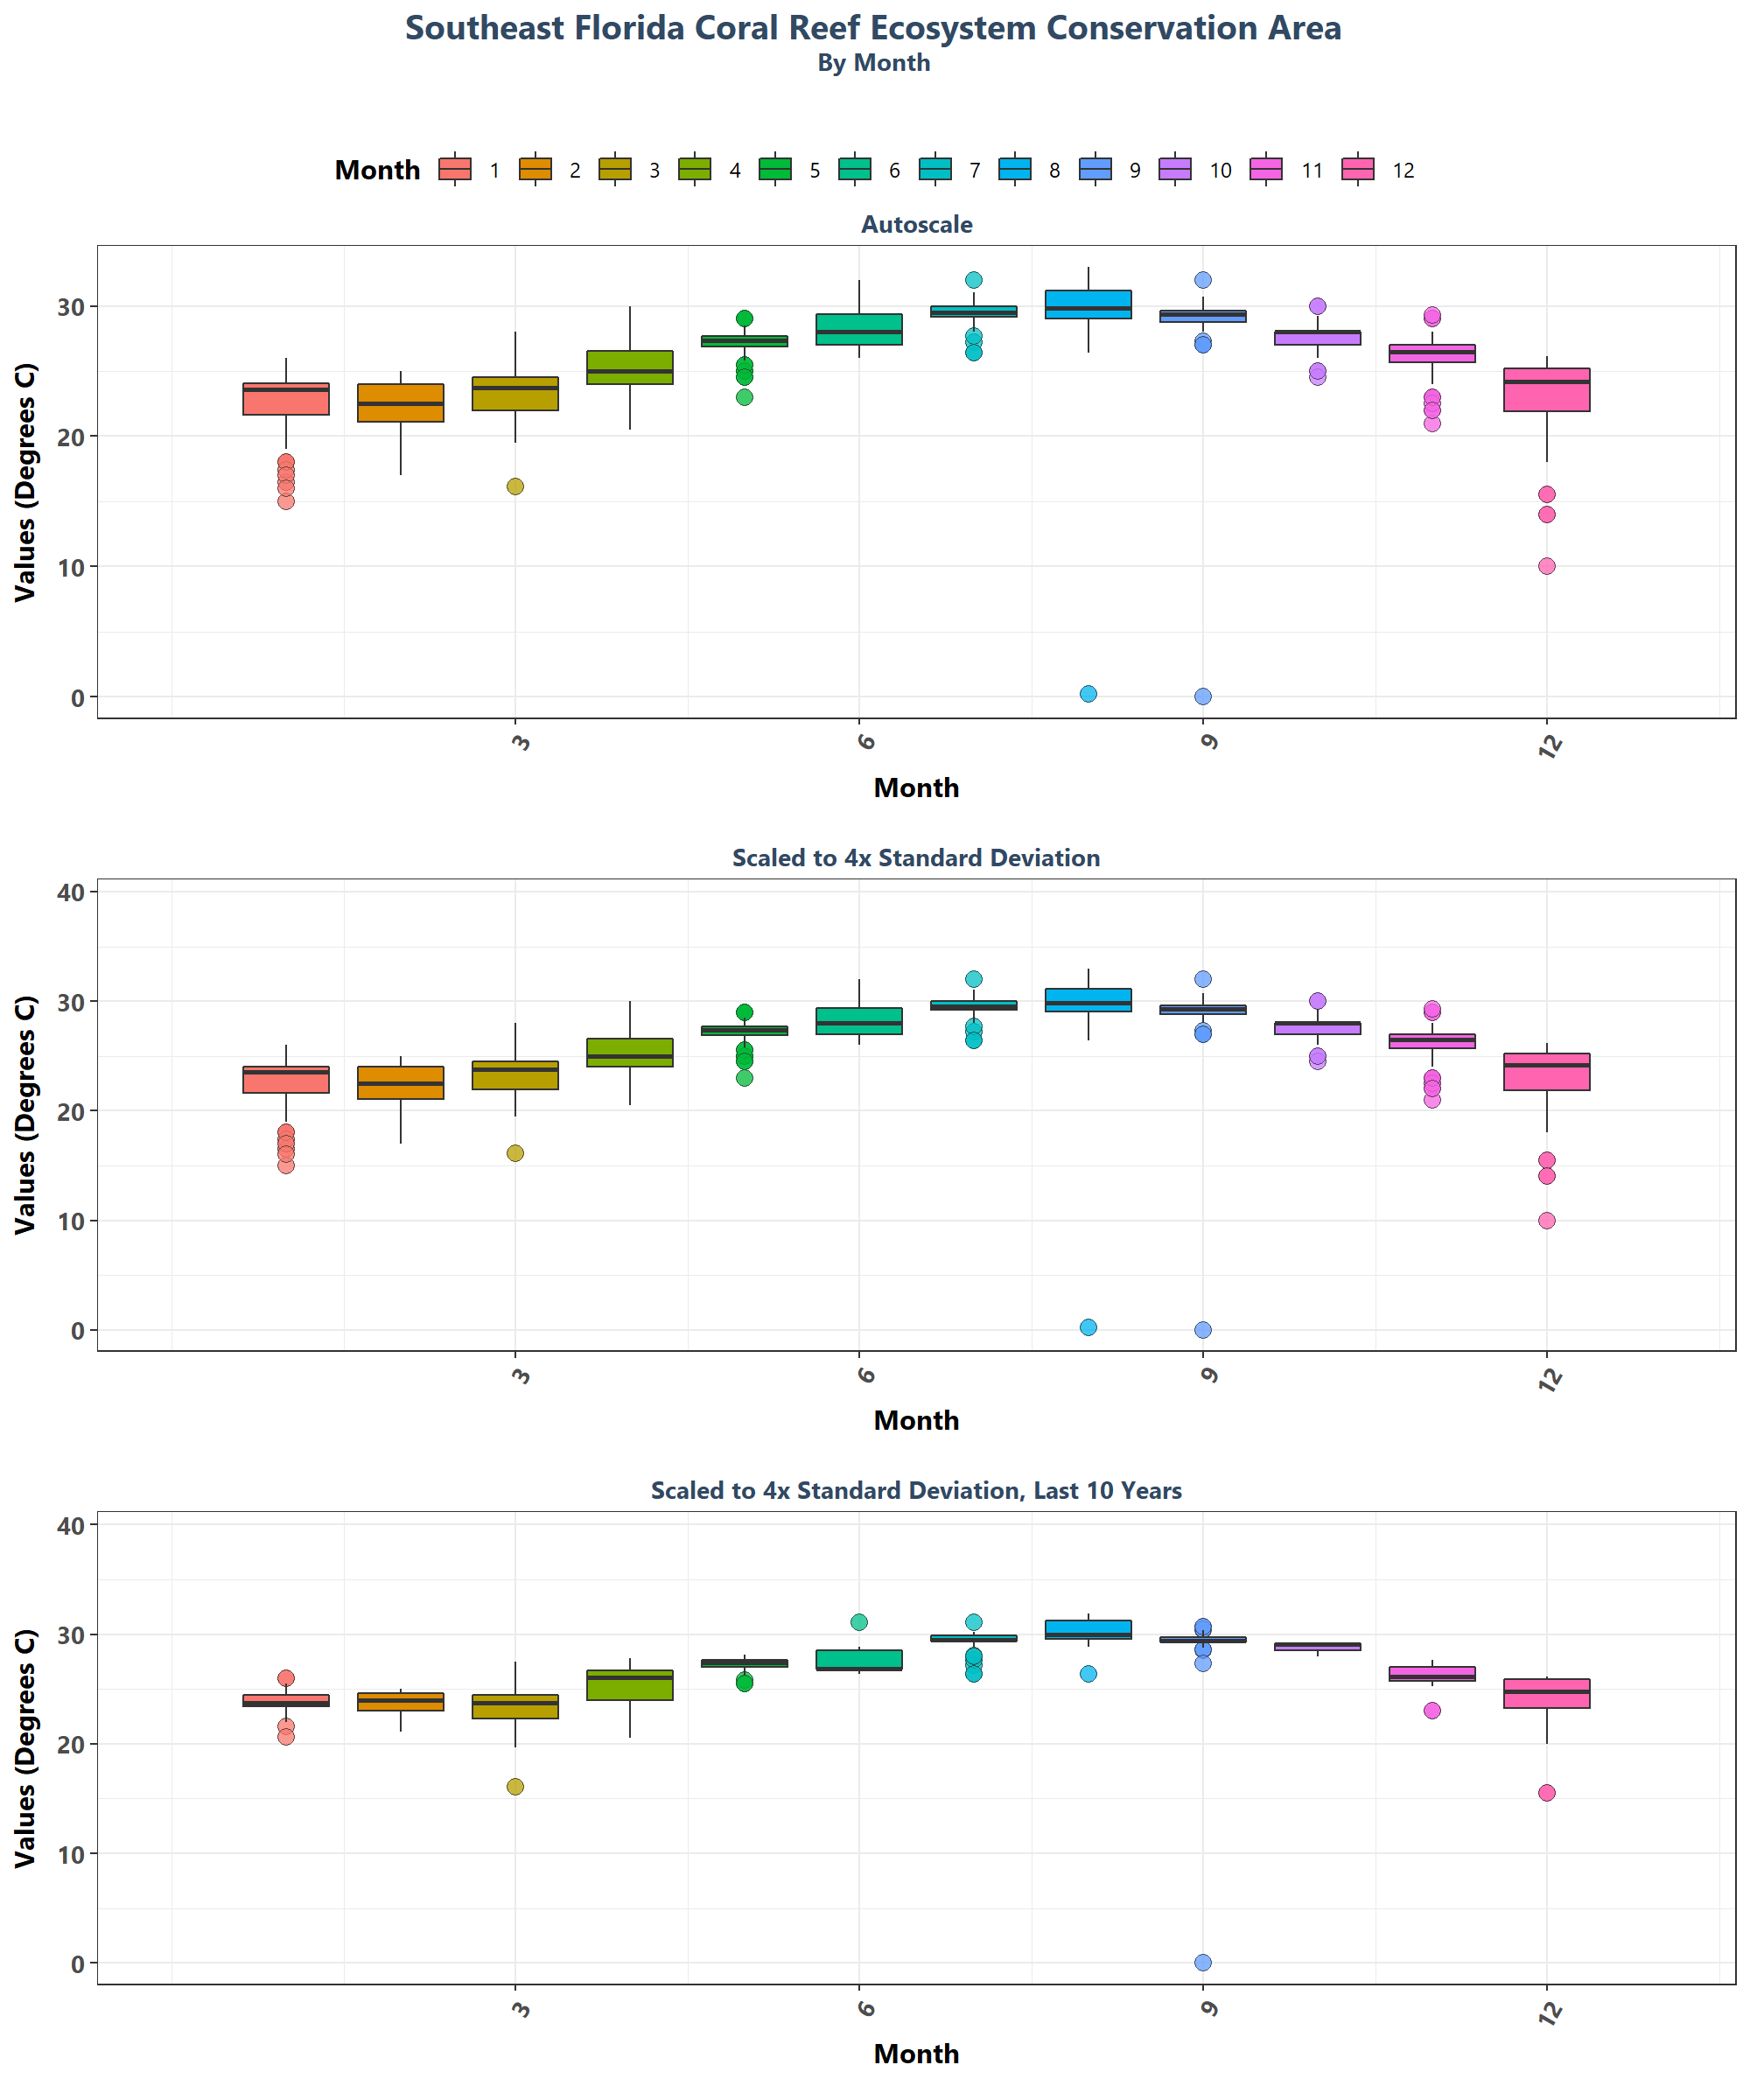 Southeast Florida Coral Reef Ecosystem Conservation Area
By Month
Month 1 2 3 4 5 6 7 8 9 10 11 12
Autoscale
Values (Degrees C)
30
20
10
0
3 6 9 12
Month
Scaled to 4x Standard Deviation
Values (Degrees C)
40
30
20
10
0
3 6 9 12
Month
Scaled to 4x Standard Deviation, Last 10 Years
Values (Degrees C)
40
30
20
10
0
3 6 9 12
Month